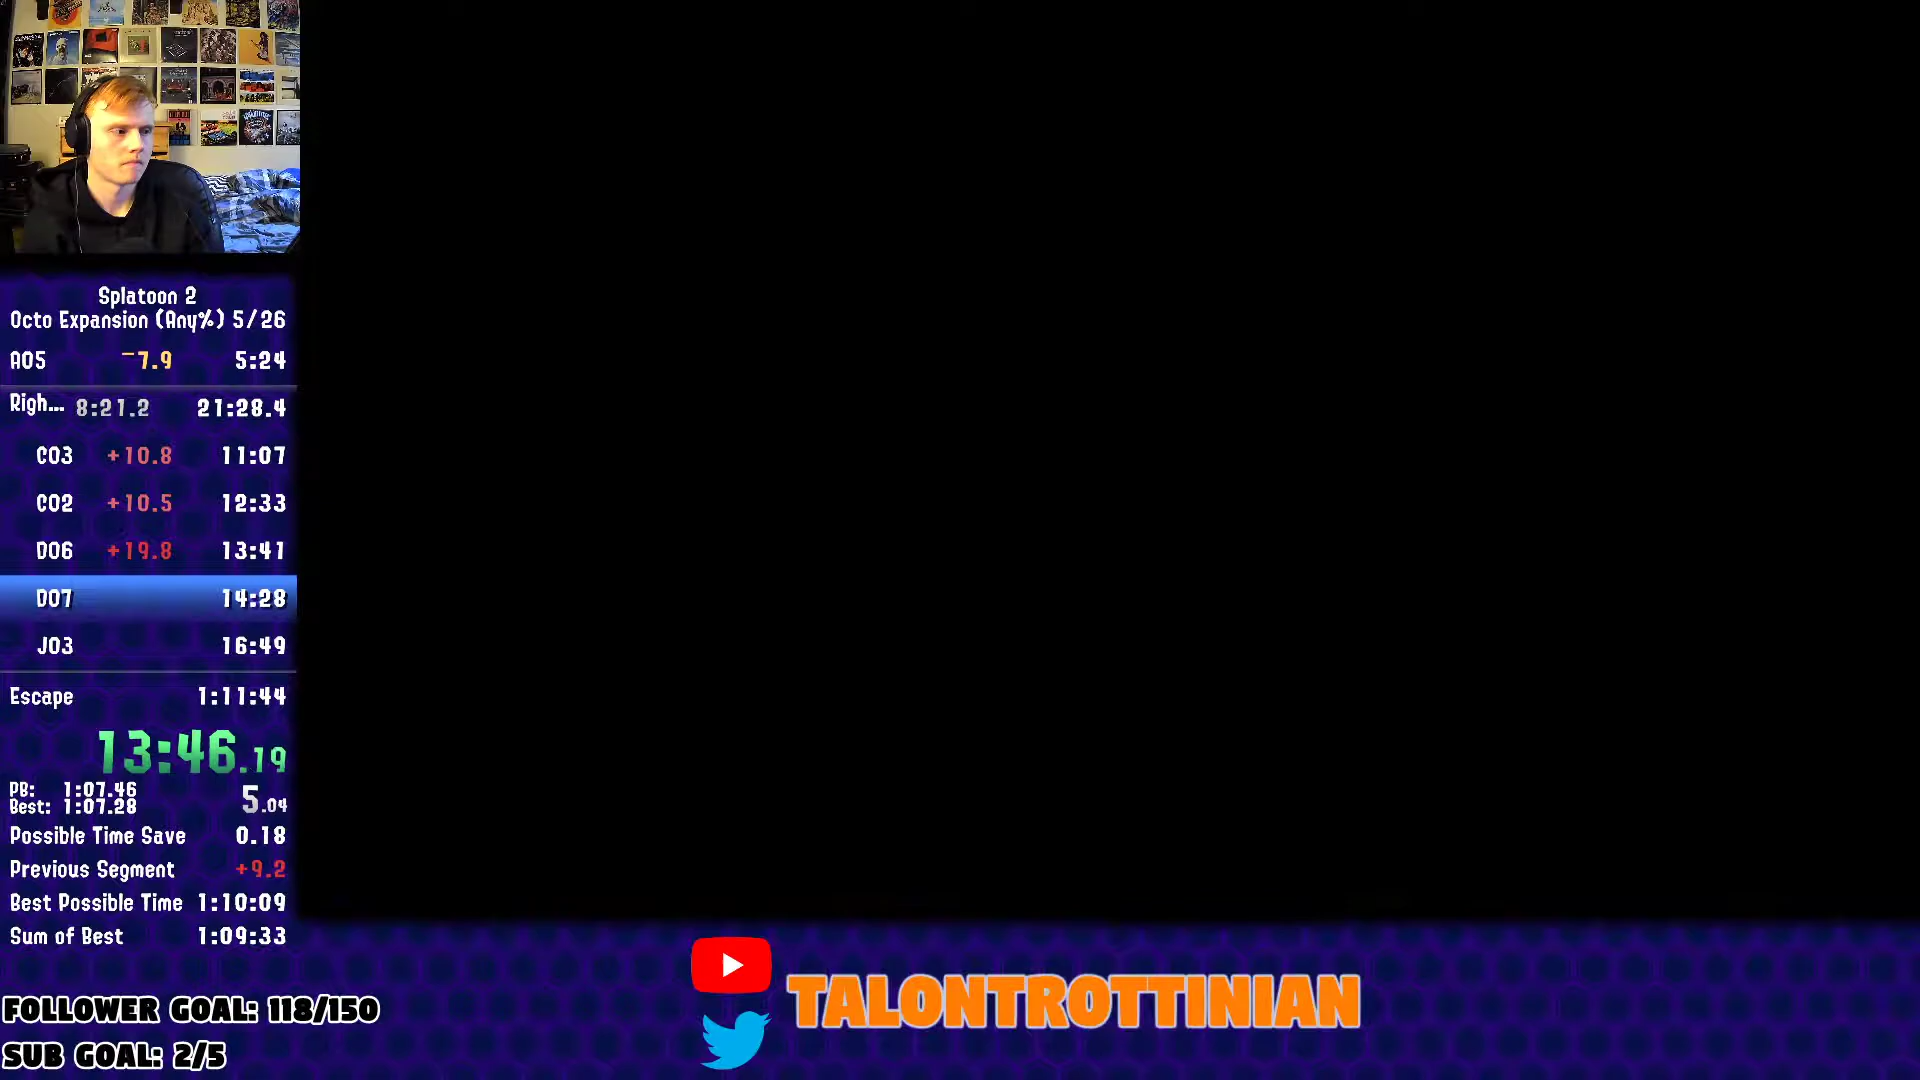 Splatoon 2
Octo Expansion (Any%) 5/26
A05 -7.9 5:24
Righ... 8:21.2 21:28.4
C03 +10.8 11:07
C02 +10.5 12:33
D06 +19.8 13:41
D07 14:28
J03 16:49
Escape 1:11:44
13:46.19
PB: 1:07.46
Best: 1:07.28
5.04
Possible Time Save 0.18
Previous Segment +9.2
Best Possible Time 1:10:09
Sum of Best 1:09:33
FOLLOWER GOAL: 118/150
SUB GOAL: 2/5
TALONTROTTINIAN